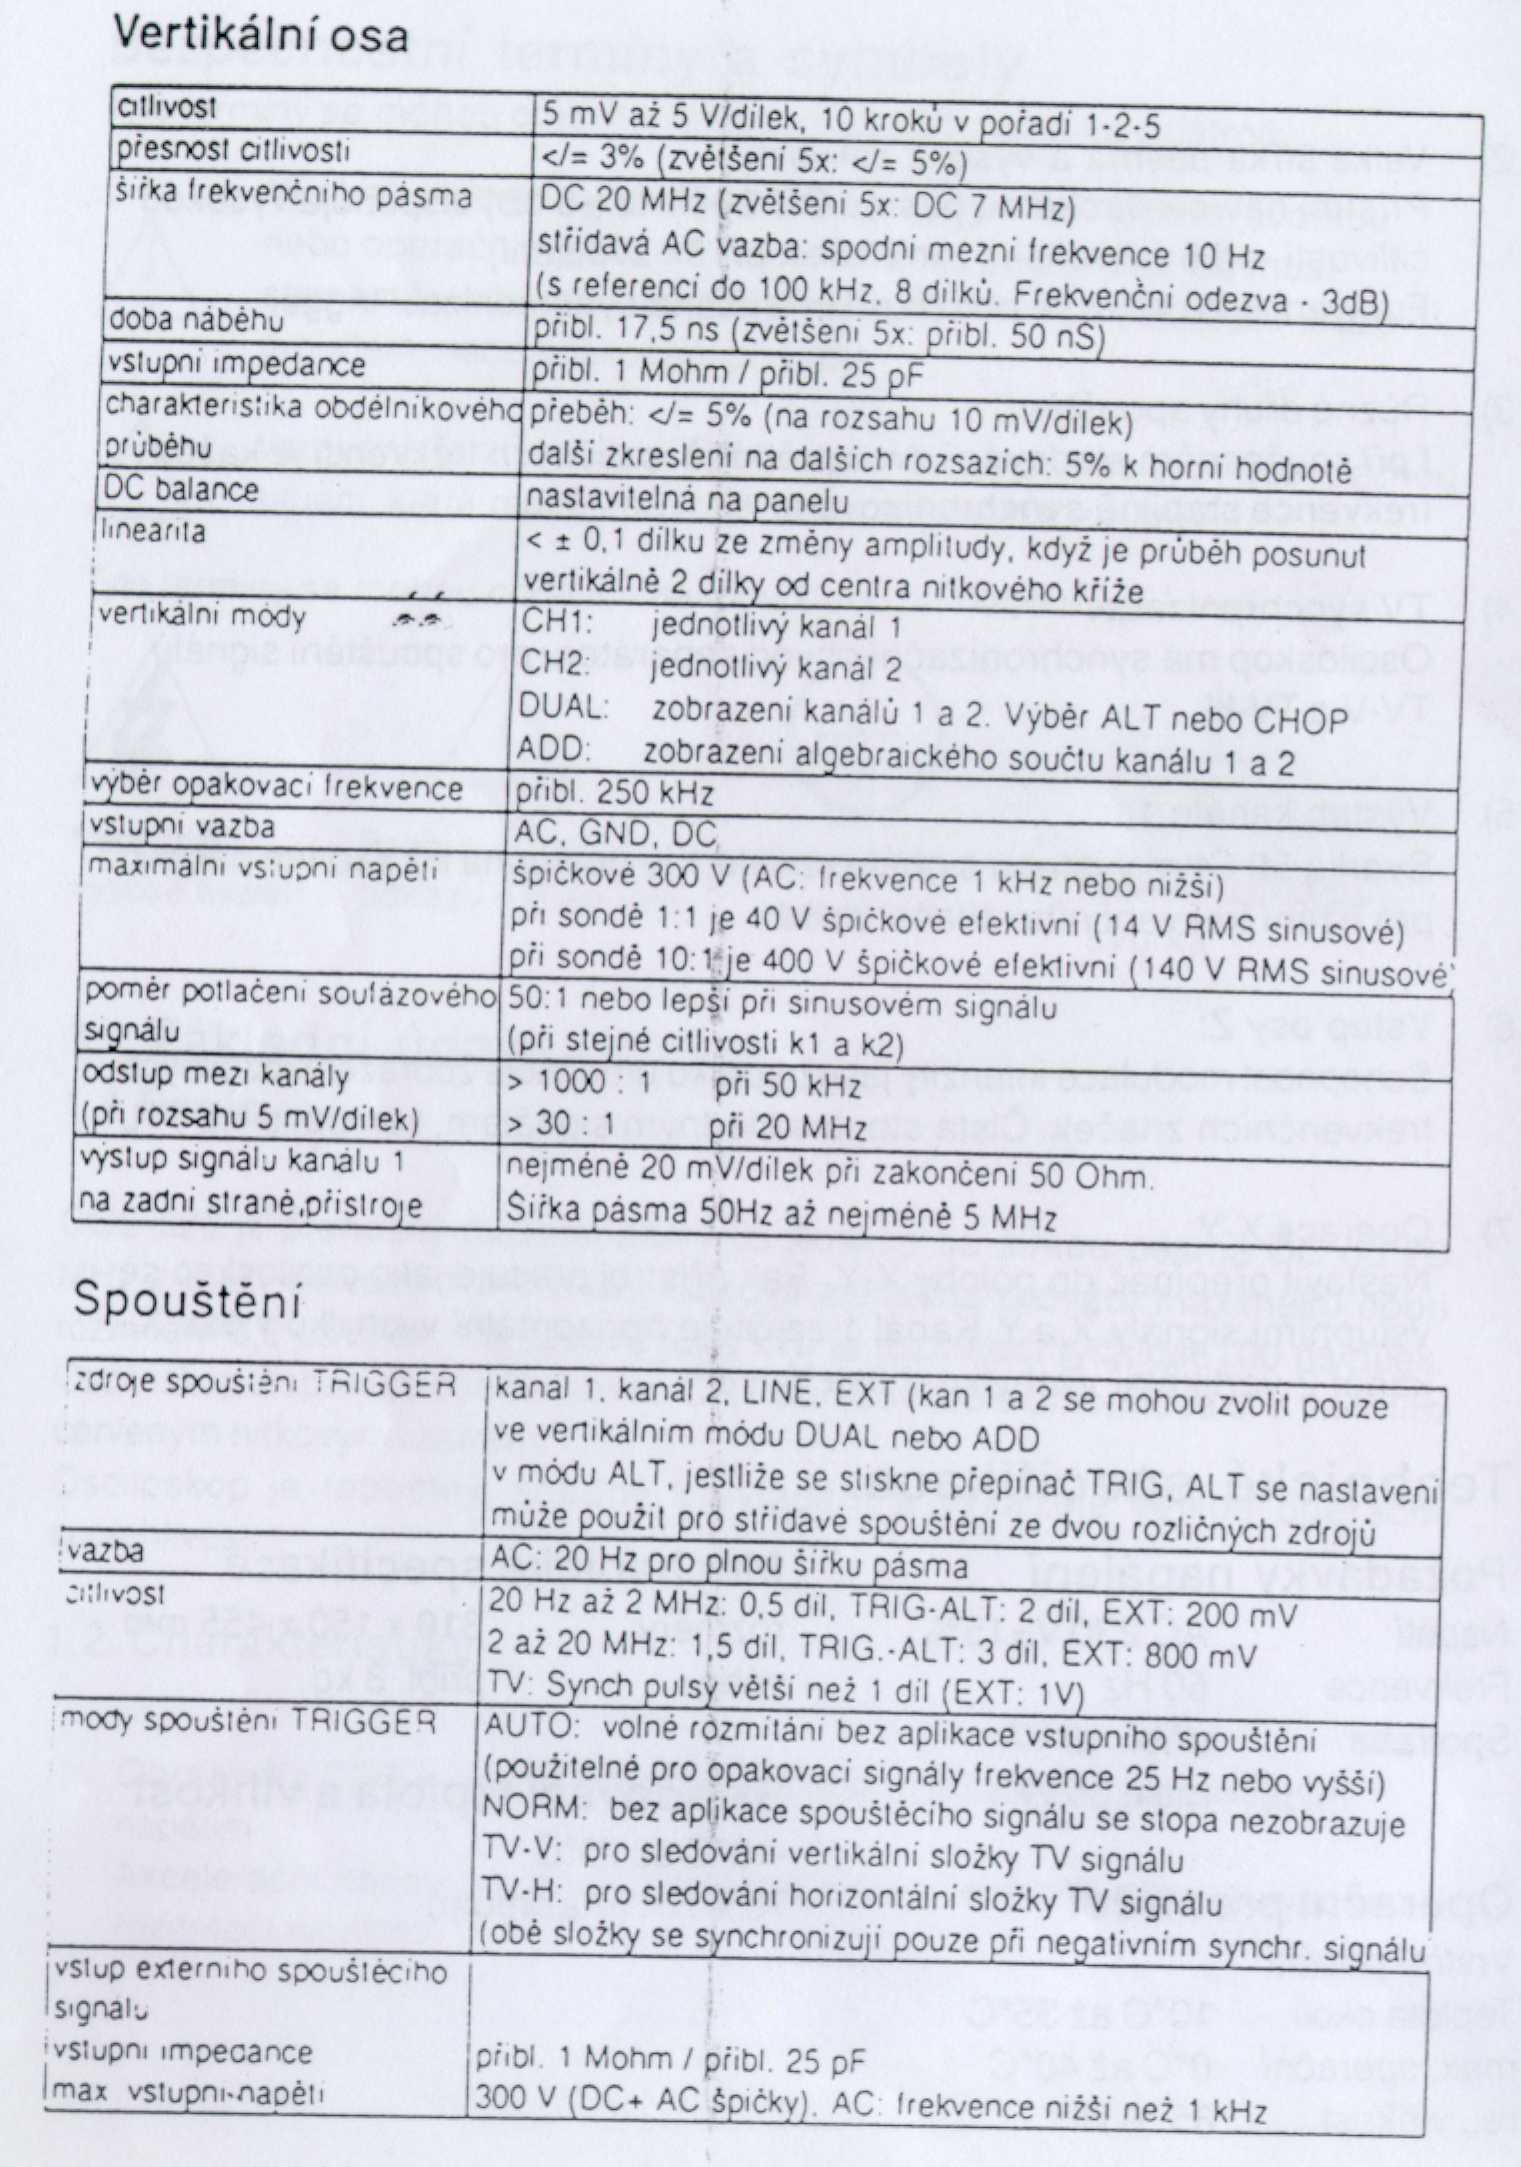 Vertikální osa
citlivost 5 mV až 5 V/dílek, 10 kroků v pořadí 1-2-5
přesnost citlivosti </= 3% (zvětšení 5x: </= 5%)
šířka frekvenčního pásma DC 20 MHz (zvětšení 5x: DC 7 MHz)
střídavá AC vazba: spodní mezní frekvence 10 Hz
(s referencí do 100 kHz, 8 dílků. Frekvenční odezva - 3dB)
doba náběhu přibl. 17,5 ns (zvětšení 5x: přibl. 50 nS)
vstupní impedance přibl. 1 Mohm / přibl. 25 pF
charakteristika obdélníkového přeběh: </= 5% (na rozsahu 10 mV/dílek)
průběhu další zkreslení na dalších rozsazích: 5% k horní hodnotě
DC balance nastavitelná na panelu
linearita < ± 0,1 dílku ze změny amplitudy, když je průběh posunut
vertikálně 2 dílky od centra nitkového kříže
vertikální módy CH1: jednotlivý kanál 1
CH2: jednotlivý kanál 2
DUAL: zobrazení kanálů 1 a 2. Výběr ALT nebo CHOP
ADD: zobrazení algebraického součtu kanálu 1 a 2
výběr opakovací frekvence přibl. 250 kHz
vstupní vazba AC, GND, DC
maximální vstupní napětí špičkové 300 V (AC: frekvence 1 kHz nebo nižší)
při sondě 1:1 je 40 V špičkové efektivní (14 V RMS sinusové)
při sondě 10:1 je 400 V špičkové efektivní (140 V RMS sinusové)
poměr potlačení soufázového 50:1 nebo lepší při sinusovém signálu
signálu (při stejné citlivosti k1 a k2)
odstup mezi kanály > 1000 : 1 při 50 kHz
(při rozsahu 5 mV/dílek) > 30 : 1 při 20 MHz
výstup signálu kanálu 1 nejméně 20 mV/dílek při zakončení 50 Ohm.
na zadní straně přístroje Šířka pásma 50Hz až nejméně 5 MHz
Spouštění
zdroje spouštění TRIGGER kanál 1, kanál 2, LINE, EXT (kan 1 a 2 se mohou zvolit pouze
ve vertikálním módu DUAL nebo ADD
v módu ALT, jestliže se stiskne přepínač TRIG, ALT se nastavení
může použít pro střídavé spouštění ze dvou rozličných zdrojů
vazba AC: 20 Hz pro plnou šířku pásma
citlivost 20 Hz až 2 MHz: 0,5 díl, TRIG-ALT: 2 díl, EXT: 200 mV
2 až 20 MHz: 1,5 díl, TRIG.-ALT: 3 díl, EXT: 800 mV
TV: Synch pulsy větší než 1 díl (EXT: 1V)
mody spouštění TRIGGER AUTO: volné rozmítání bez aplikace vstupního spouštění
(použitelné pro opakovací signály frekvence 25 Hz nebo vyšší)
NORM: bez aplikace spouštěcího signálu se stopa nezobrazuje
TV-V: pro sledování vertikální složky TV signálu
TV-H: pro sledování horizontální složky TV signálu
(obě složky se synchronizují pouze při negativním synchr. signálu
vstup externího spouštěcího
signálu
vstupní impedance přibl. 1 Mohm / přibl. 25 pF
max vstupní napětí 300 V (DC+ AC špičky). AC: frekvence nižší než 1 kHz